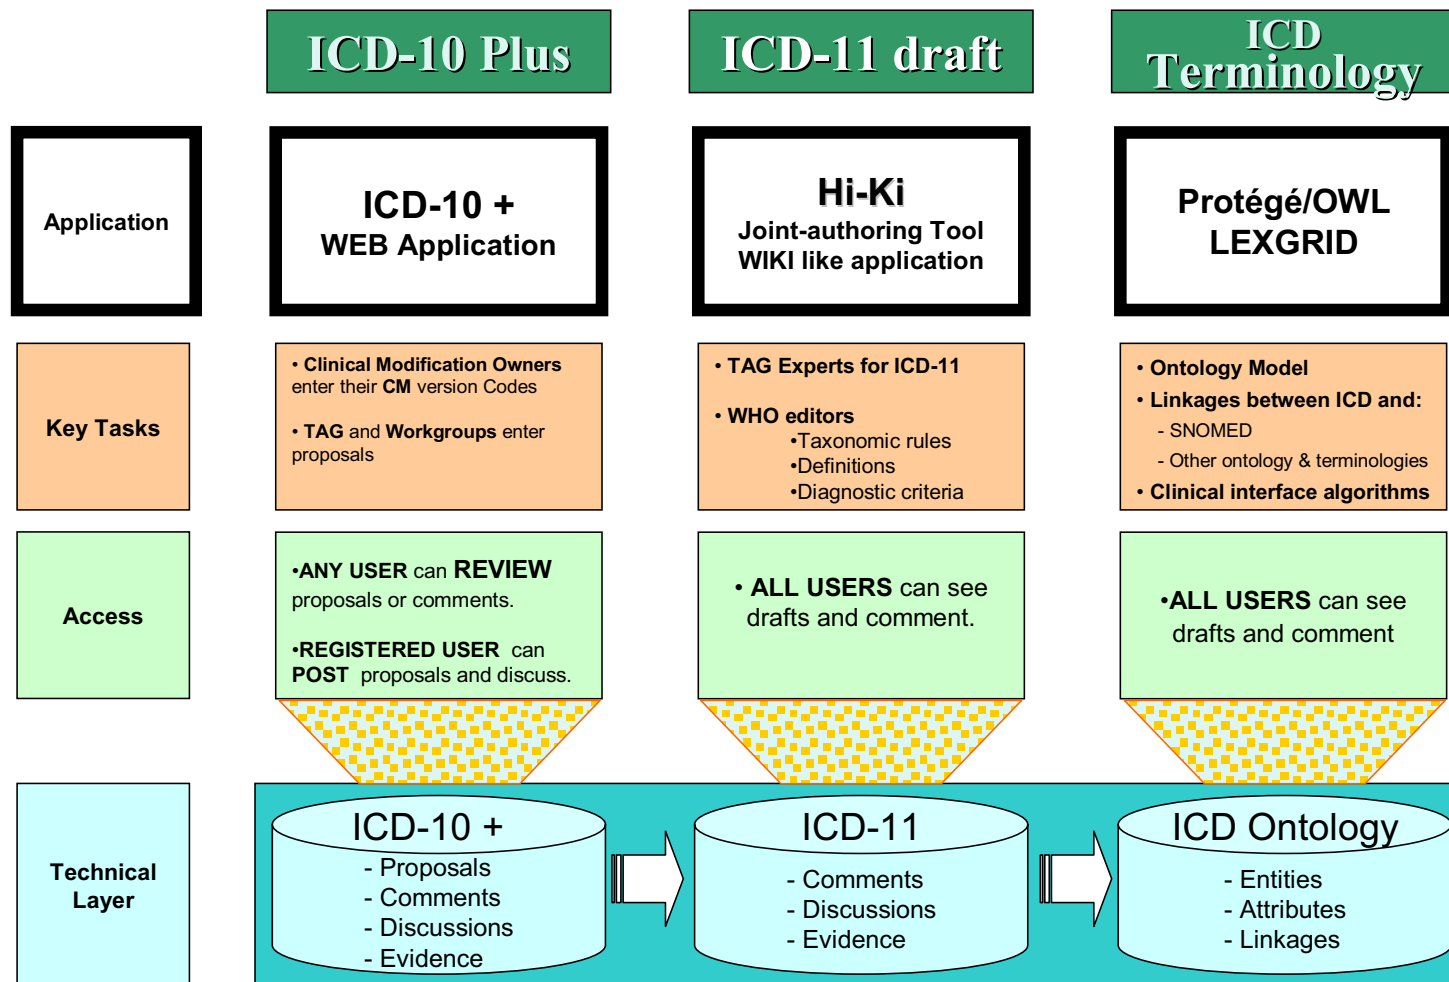 ICD-10 Plus
ICD-11 draft
ICD
Terminology
Application
ICD-10 +
WEB Application
Hi-Ki
Joint-authoring Tool
WIKI like application
Protégé/OWL
LEXGRID
Key Tasks
• Clinical Modification Owners
enter their CM version Codes
• TAG and Workgroups enter
proposals
• TAG Experts for ICD-11
• WHO editors
•Taxonomic rules
•Definitions
•Diagnostic criteria
• Ontology Model
• Linkages between ICD and:
- SNOMED
- Other ontology & terminologies
• Clinical interface algorithms
Access
•ANY USER can REVIEW
proposals or comments.
•REGISTERED USER can
POST proposals and discuss.
• ALL USERS can see
drafts and comment.
•ALL USERS can see
drafts and comment
Technical
Layer
ICD-10 +
- Proposals
- Comments
- Discussions
- Evidence
ICD-11
- Comments
- Discussions
- Evidence
ICD Ontology
- Entities
- Attributes
- Linkages